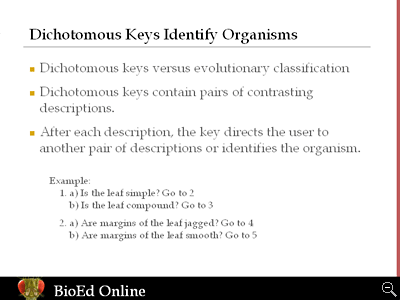 Dichotomous Keys Identify Organisms
Dichotomous keys versus evolutionary classification
Dichotomous keys contain pairs of contrasting
descriptions.
After each description, the key directs the user to
another pair of descriptions or identifies the organism.
Example:
1. a) Is the leaf simple? Go to 2
b) Is the leaf compound? Go to 3
2. a) Are margins of the leaf jagged? Go to 4
b) Are margins of the leaf smooth? Go to 5
BioEd Online